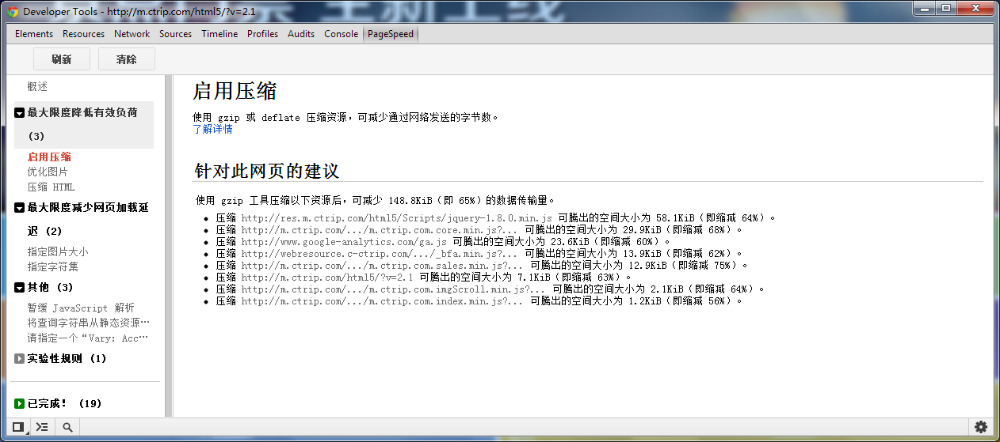 Developer Tools - http://m.ctrip.com/html5/?v=2.1
Elements Resources Network Sources Timeline Profiles Audits Console PageSpeed
刷新 清除
概述
最大限度降低有效负荷
(3)
启用压缩
优化图片
压缩 HTML
最大限度减少网页加载延
迟 (2)
指定图片大小
指定字符集
其他 (3)
暂缓 JavaScript 解析
将查询字符串从静态资源…
请指定一个“Vary: Acc…
实验性规则 (1)
已完成! (19)
启用压缩
使用 gzip 或 deflate 压缩资源，可减少通过网络发送的字节数。
了解详情
针对此网页的建议
使用 gzip 工具压缩以下资源后，可减少 148.8KiB（即 65%）的数据传输量。
压缩 http://res.m.ctrip.com/html5/Scripts/jquery-1.8.0.min.js 可腾出的空间大小为 58.1KiB（即缩减 64%）。
压缩 http://m.ctrip.com/.../m.ctrip.com.core.min.js?... 可腾出的空间大小为 29.9KiB（即缩减 68%）。
压缩 http://www.google-analytics.com/ga.js 可腾出的空间大小为 23.6KiB（即缩减 60%）。
压缩 http://webresource.c-ctrip.com/.../_bfa.min.js?... 可腾出的空间大小为 13.9KiB（即缩减 62%）。
压缩 http://m.ctrip.com/.../m.ctrip.com.sales.min.js?... 可腾出的空间大小为 12.9KiB（即缩减 75%）。
压缩 http://m.ctrip.com/html5/?v=2.1 可腾出的空间大小为 7.1KiB（即缩减 63%）。
压缩 http://m.ctrip.com/.../m.ctrip.com.imgScroll.min.js?... 可腾出的空间大小为 2.1KiB（即缩减 64%）。
压缩 http://m.ctrip.com/.../m.ctrip.com.index.min.js?... 可腾出的空间大小为 1.2KiB（即缩减 56%）。